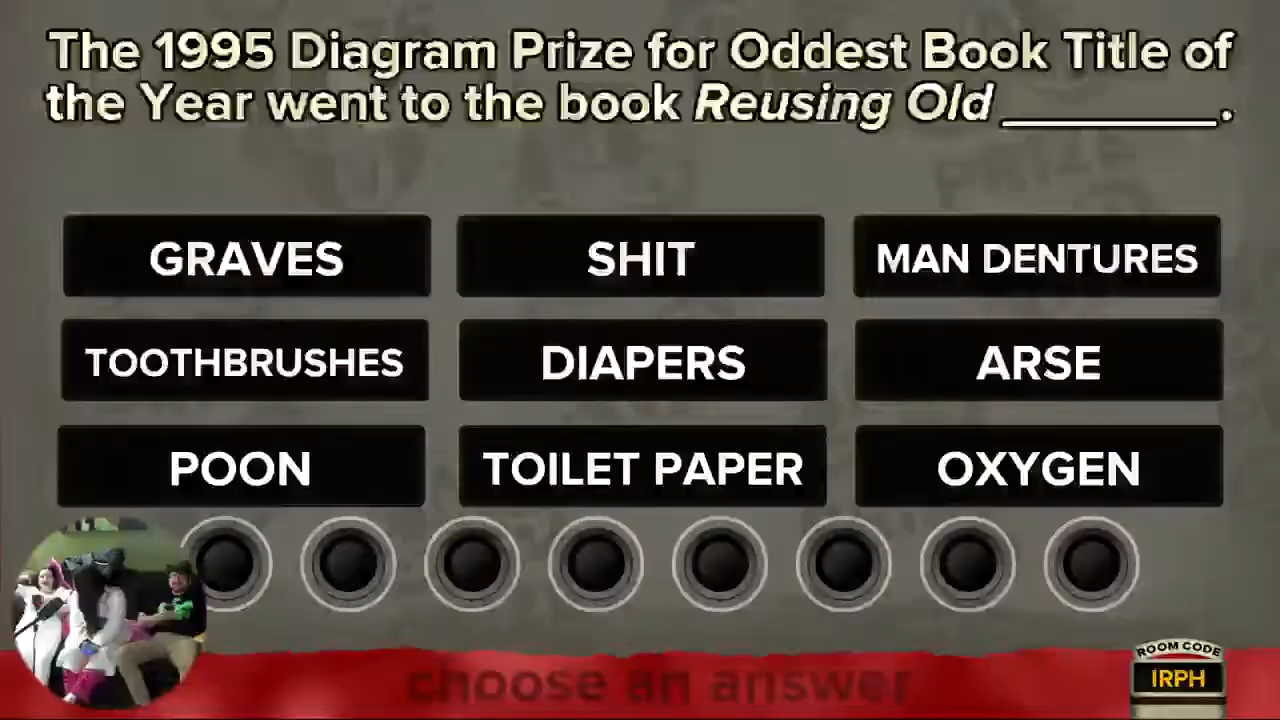 The 1995 Diagram Prize for Oddest Book Title of
the Year went to the book Reusing Old ________.
GRAVES
SHIT
MAN DENTURES
TOOTHBRUSHES
DIAPERS
ARSE
POON
TOILET PAPER
OXYGEN
choose an answer
ROOM CODE
IRPH
PRIZE